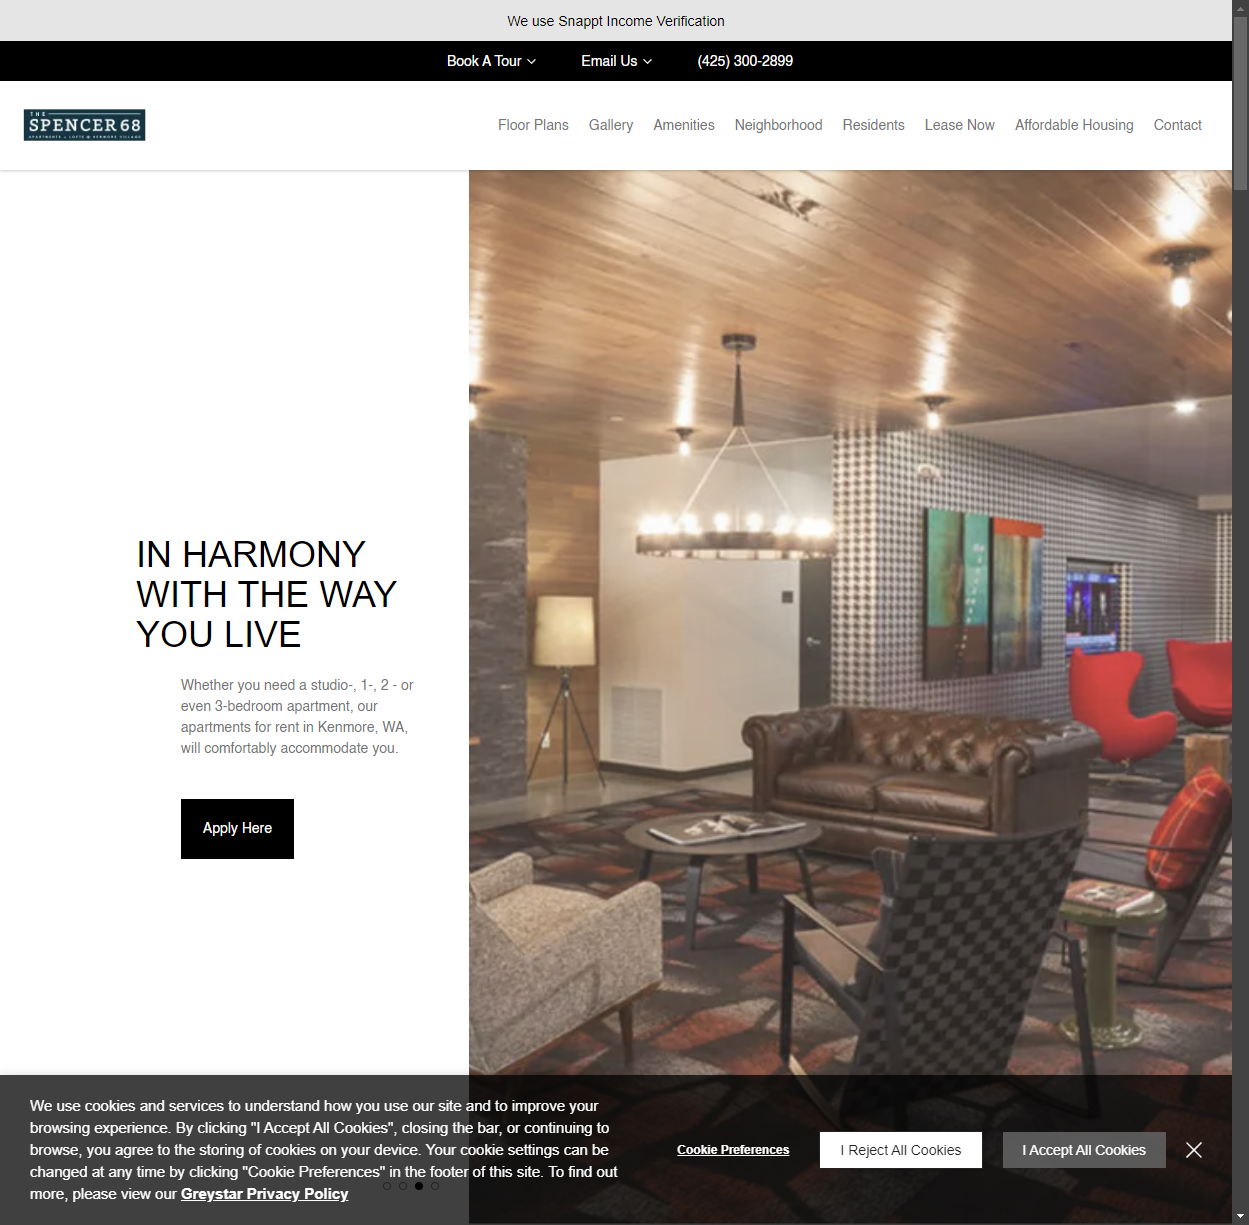 We use Snappt Income Verification
Book A Tour
Email Us
(425) 300-2899
THE
SPENCER 68
APARTMENTS + LOFTS @ KENMORE VILLAGE
Floor Plans
Gallery
Amenities
Neighborhood
Residents
Lease Now
Affordable Housing
Contact
IN HARMONY
WITH THE WAY
YOU LIVE
Whether you need a studio-, 1-, 2 - or
even 3-bedroom apartment, our
apartments for rent in Kenmore, WA,
will comfortably accommodate you.
Apply Here
We use cookies and services to understand how you use our site and to improve your
browsing experience. By clicking "I Accept All Cookies", closing the bar, or continuing to
browse, you agree to the storing of cookies on your device. Your cookie settings can be
changed at any time by clicking "Cookie Preferences" in the footer of this site. To find out
more, please view our Greystar Privacy Policy
Cookie Preferences
I Reject All Cookies
I Accept All Cookies